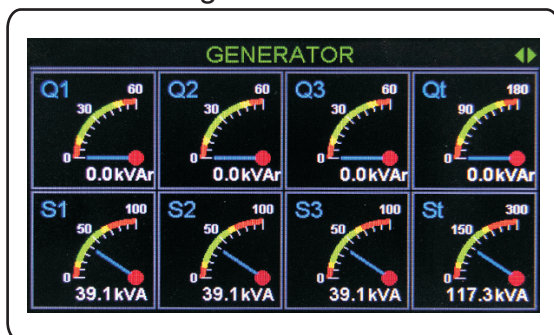 GENERATOR
Q1 60 Q2 60 Q3 60 Qt 180
30 30 30 90
0 0 0 0
0.0kVAr 0.0kVAr 0.0kVAr 0.0kVAr
S1 100 S2 100 S3 100 St 300
50 50 50 150
0 0 0 0
39.1kVA 39.1kVA 39.1kVA 117.3kVA